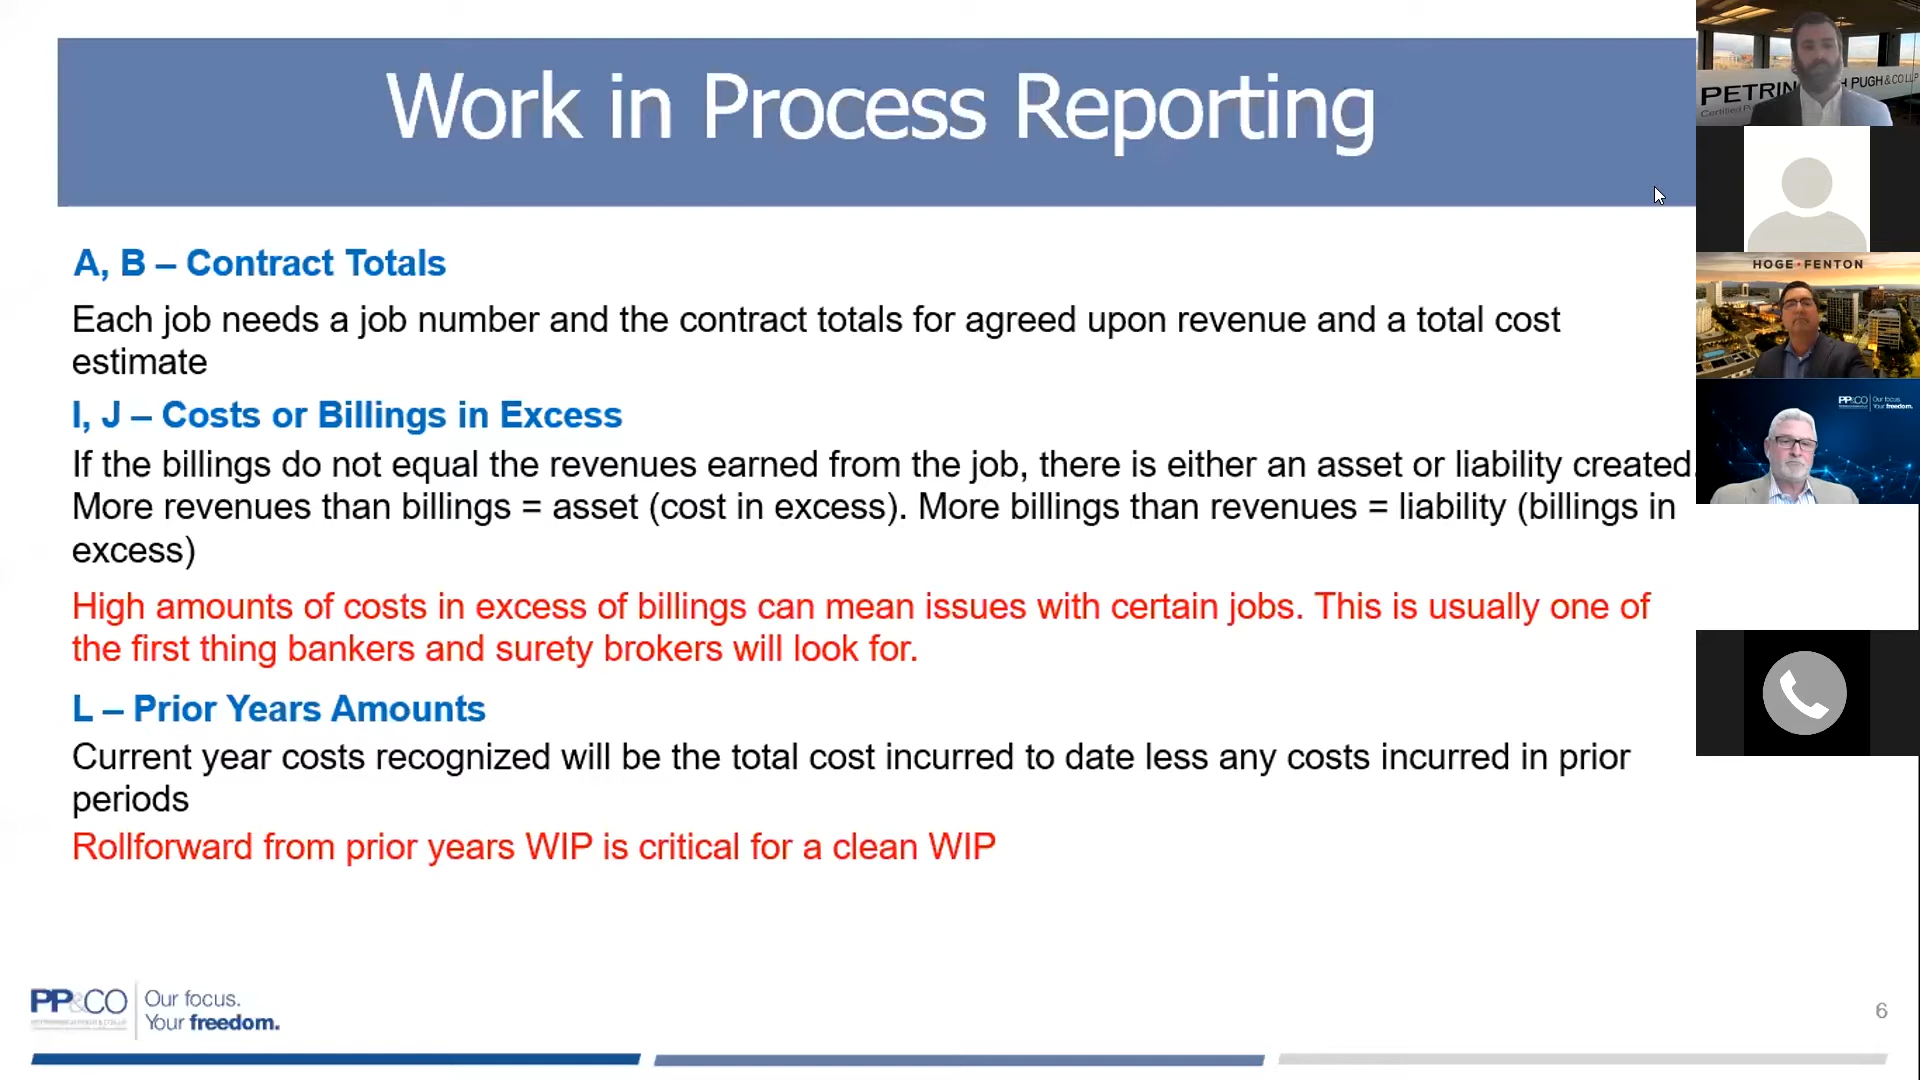 Work in Process Reporting
A, B – Contract Totals
Each job needs a job number and the contract totals for agreed upon revenue and a total cost
estimate
I, J – Costs or Billings in Excess
If the billings do not equal the revenues earned from the job, there is either an asset or liability created.
More revenues than billings = asset (cost in excess). More billings than revenues = liability (billings in
excess)
High amounts of costs in excess of billings can mean issues with certain jobs. This is usually one of
the first thing bankers and surety brokers will look for.
L – Prior Years Amounts
Current year costs recognized will be the total cost incurred to date less any costs incurred in prior
periods
Rollforward from prior years WIP is critical for a clean WIP
PP&CO
Our focus.
Your freedom.
6
PUGH & CO LLP
HOGE · FENTON
PP&CO
Our focus.
Your freedom.